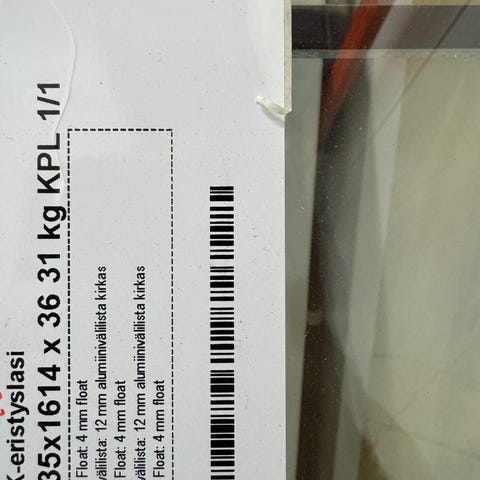 K-eristyslasi
35x1614 x 36 31 kg KPL 1/1
Float: 4 mm float
välilista: 12 mm alumiinivälilista kirkas
Float: 4 mm float
välilista: 12 mm alumiinivälilista kirkas
Float: 4 mm float